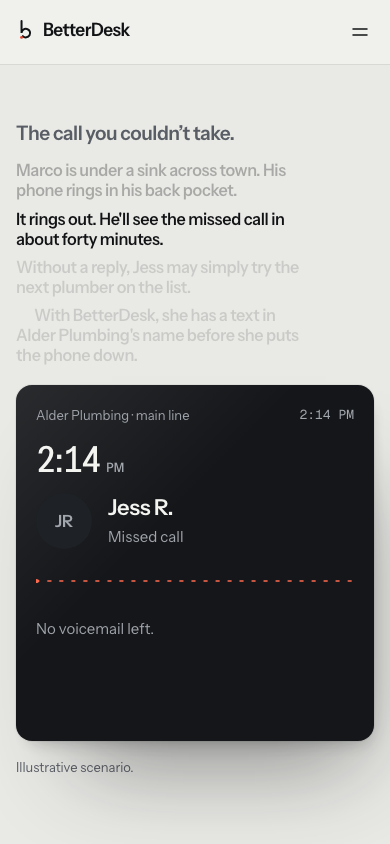 BetterDesk
The call you couldn’t take.
Marco is under a sink across town. His
phone rings in his back pocket.
It rings out. He'll see the missed call in
about forty minutes.
Without a reply, Jess may simply try the
next plumber on the list.
With BetterDesk, she has a text in
Alder Plumbing's name before she puts
the phone down.
Alder Plumbing · main line
2:14 PM
2:14 PM
JR
Jess R.
Missed call
No voicemail left.
Illustrative scenario.